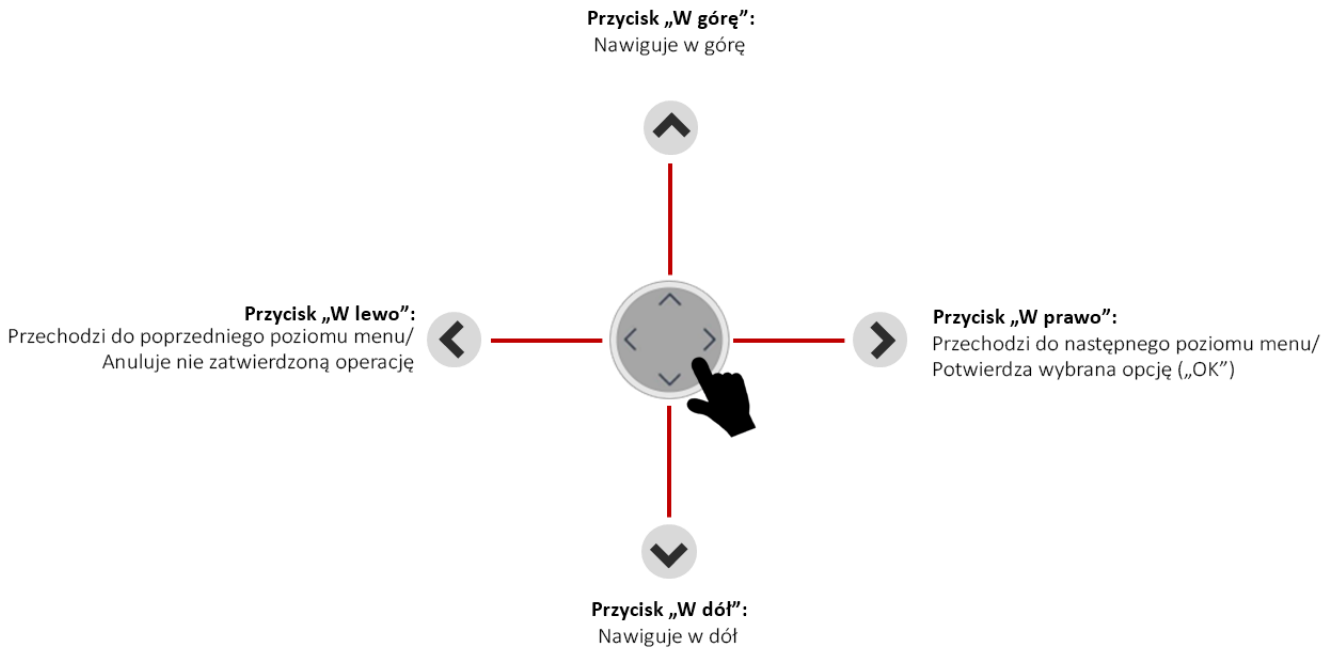 Przycisk „W górę”:
Nawiguje w górę
Przycisk „W lewo”:
Przechodzi do poprzedniego poziomu menu/
Anuluje nie zatwierdzoną operację
Przycisk „W prawo”:
Przechodzi do następnego poziomu menu/
Potwierdza wybrana opcję („OK”)
Przycisk „W dół”:
Nawiguje w dół